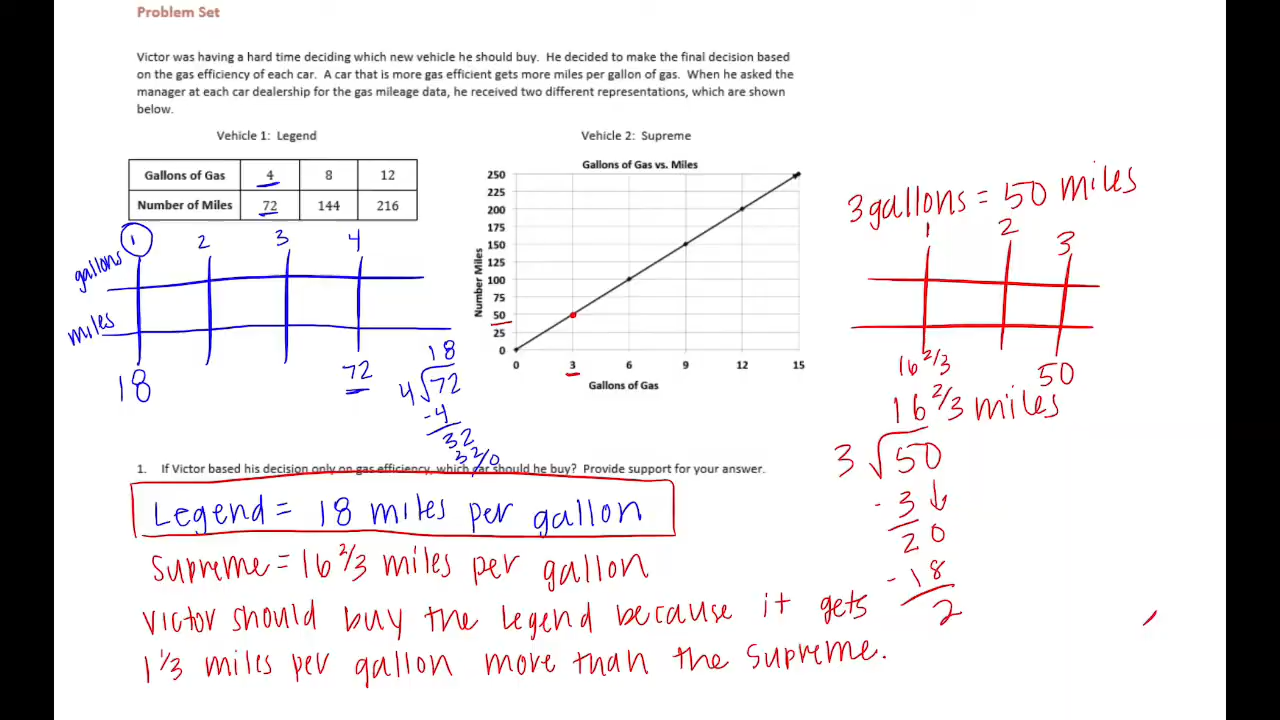 Problem Set
Victor was having a hard time deciding which new vehicle he should buy. He decided to make the final decision based
on the gas efficiency of each car. A car that is more gas efficient gets more miles per gallon of gas. When he asked the
manager at each car dealership for the gas mileage data, he received two different representations, which are shown
below.
Vehicle 1: Legend
Gallons of Gas 4 8 12
Number of Miles 72 144 216
1 2 3 4
gallons
miles
18 72
18
4 72
-4
32
32
0
Vehicle 2: Supreme
Gallons of Gas vs. Miles
Number Miles
250
225
200
175
150
125
100
75
50
25
0
0 3 6 9 12 15
Gallons of Gas
3 gallons = 50 miles
1 2 3
16 2/3 50
16 2/3 miles
3 50
-3
20
-18
2
1. If Victor based his decision only on gas efficiency, which car should he buy? Provide support for your answer.
Legend = 18 miles per gallon
Supreme = 16 2/3 miles per gallon
Victor should buy the Legend because it gets
1 1/3 miles per gallon more than the Supreme.